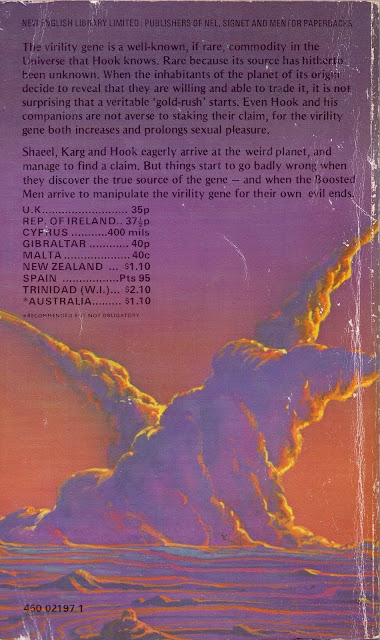 NEW ENGLISH LIBRARY LIMITED: PUBLISHERS OF NEL, SIGNET AND MENTOR PAPERBACKS
The virility gene is a well-known, if rare, commodity in the
Universe that Hook knows. Rare because its source has hitherto
been unknown. When the inhabitants of the planet of its origin
decide to reveal that they are willing and able to trade it, it is not
surprising that a veritable ‘gold-rush’ starts. Even Hook and his
companions are not averse to staking their claim, for the virility
gene both increases and prolongs sexual pleasure.
Shaeel, Karg and Hook eagerly arrive at the weird planet, and
manage to find a claim. But things start to go badly wrong when
they discover the true source of the gene — and when the Boosted
Men arrive to manipulate the virility gene for their own evil ends.
U.K.......................... 35p
REP. OF IRELAND.. 37½p
CYPRUS ..........400 mils
GIBRALTAR ............ 40p
MALTA ..................... 40c
NEW ZEALAND ... $1.10
SPAIN .................Pts 95
TRINIDAD (W.I.)... $2.10
*AUSTRALIA......... $1.10
*RECOMMENDED BUT NOT OBLIGATORY
450 02197 1